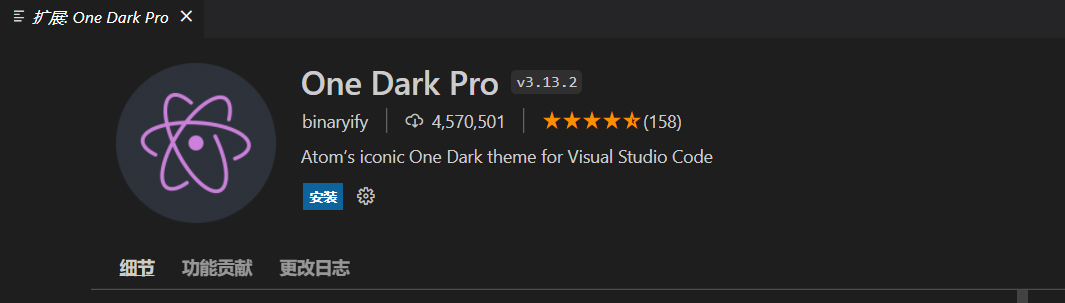 扩展: One Dark Pro
One Dark Pro v3.13.2
binaryify 4,570,501 (158)
Atom's iconic One Dark theme for Visual Studio Code
安装
细节 功能贡献 更改日志